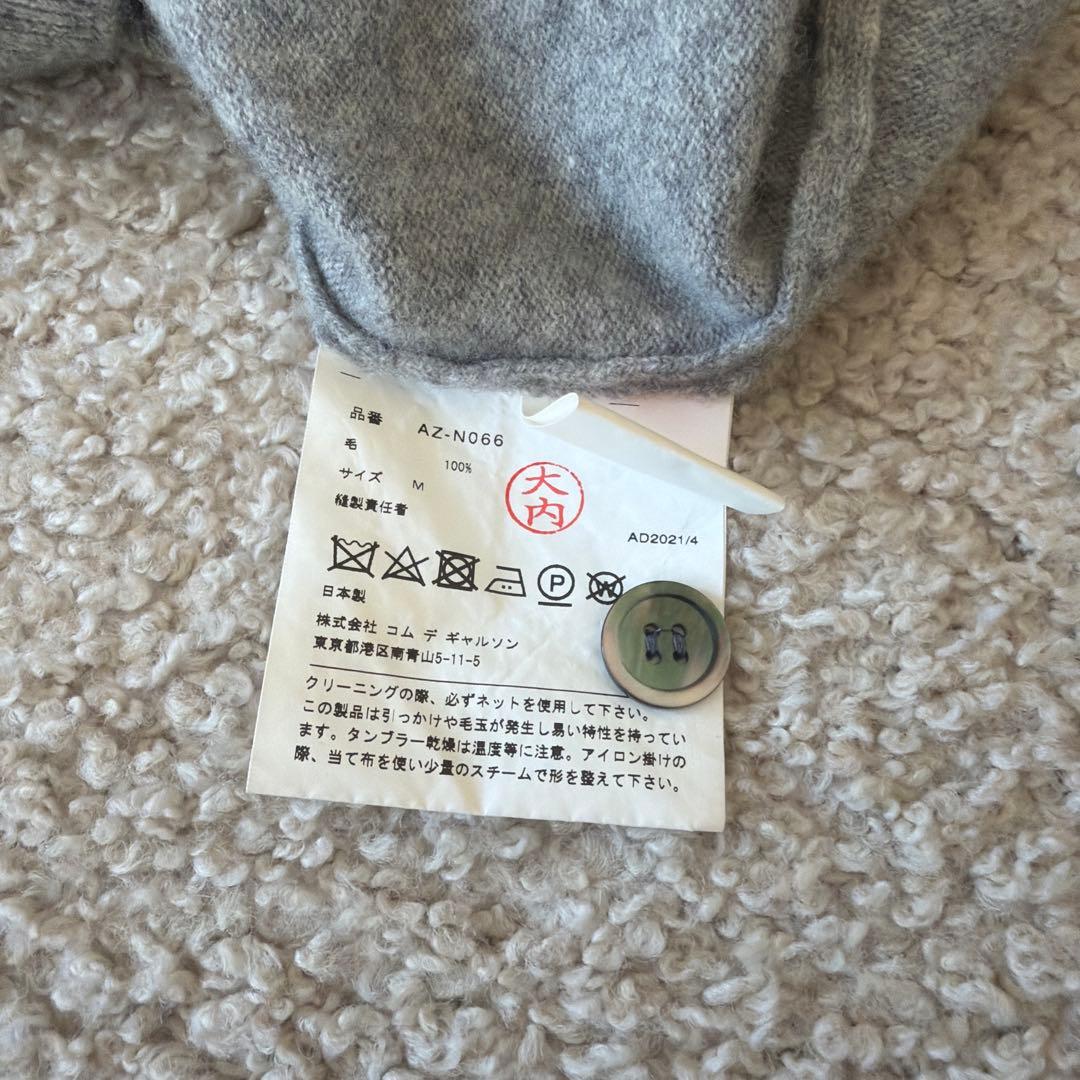 品番 AZ-N066
毛 100%
サイズ M
縫製責任者
大内
AD2021/4
P
W
日本製
株式会社 コム デ ギャルソン
東京都港区南青山5-11-5
クリーニングの際、必ずネットを使用して下さい。
この製品は引っかけや毛玉が発生し易い特性を持ってい
ます。タンブラー乾燥は温度等に注意。アイロン掛けの
際、当て布を使い少量のスチームで形を整えて下さい。